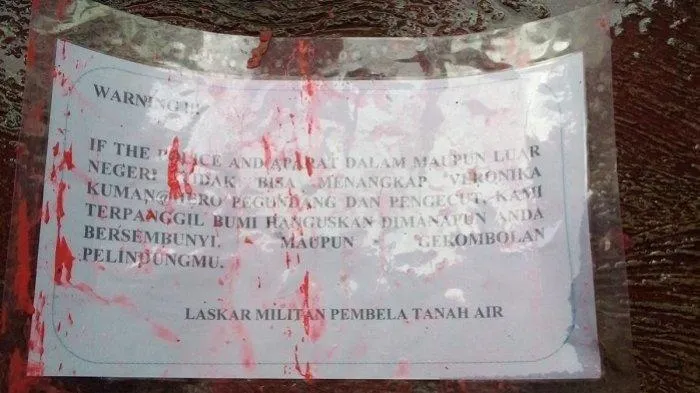 WARNING !!!
IF THE POLICE AND APARAT DALAM MAUPUN LUAR
NEGERI TIDAK BISA MENANGKAP VERONIKA
KUMAN@HERO PEGUNDANG DAN PENGECUT, KAMI
TERPANGGIL BUMI HANGUSKAN DIMANAPUN ANDA
BERSEMBUNYI. MAUPUN GEROMBOLAN
PELINDUNGMU.
LASKAR MILITAN PEMBELA TANAH AIR